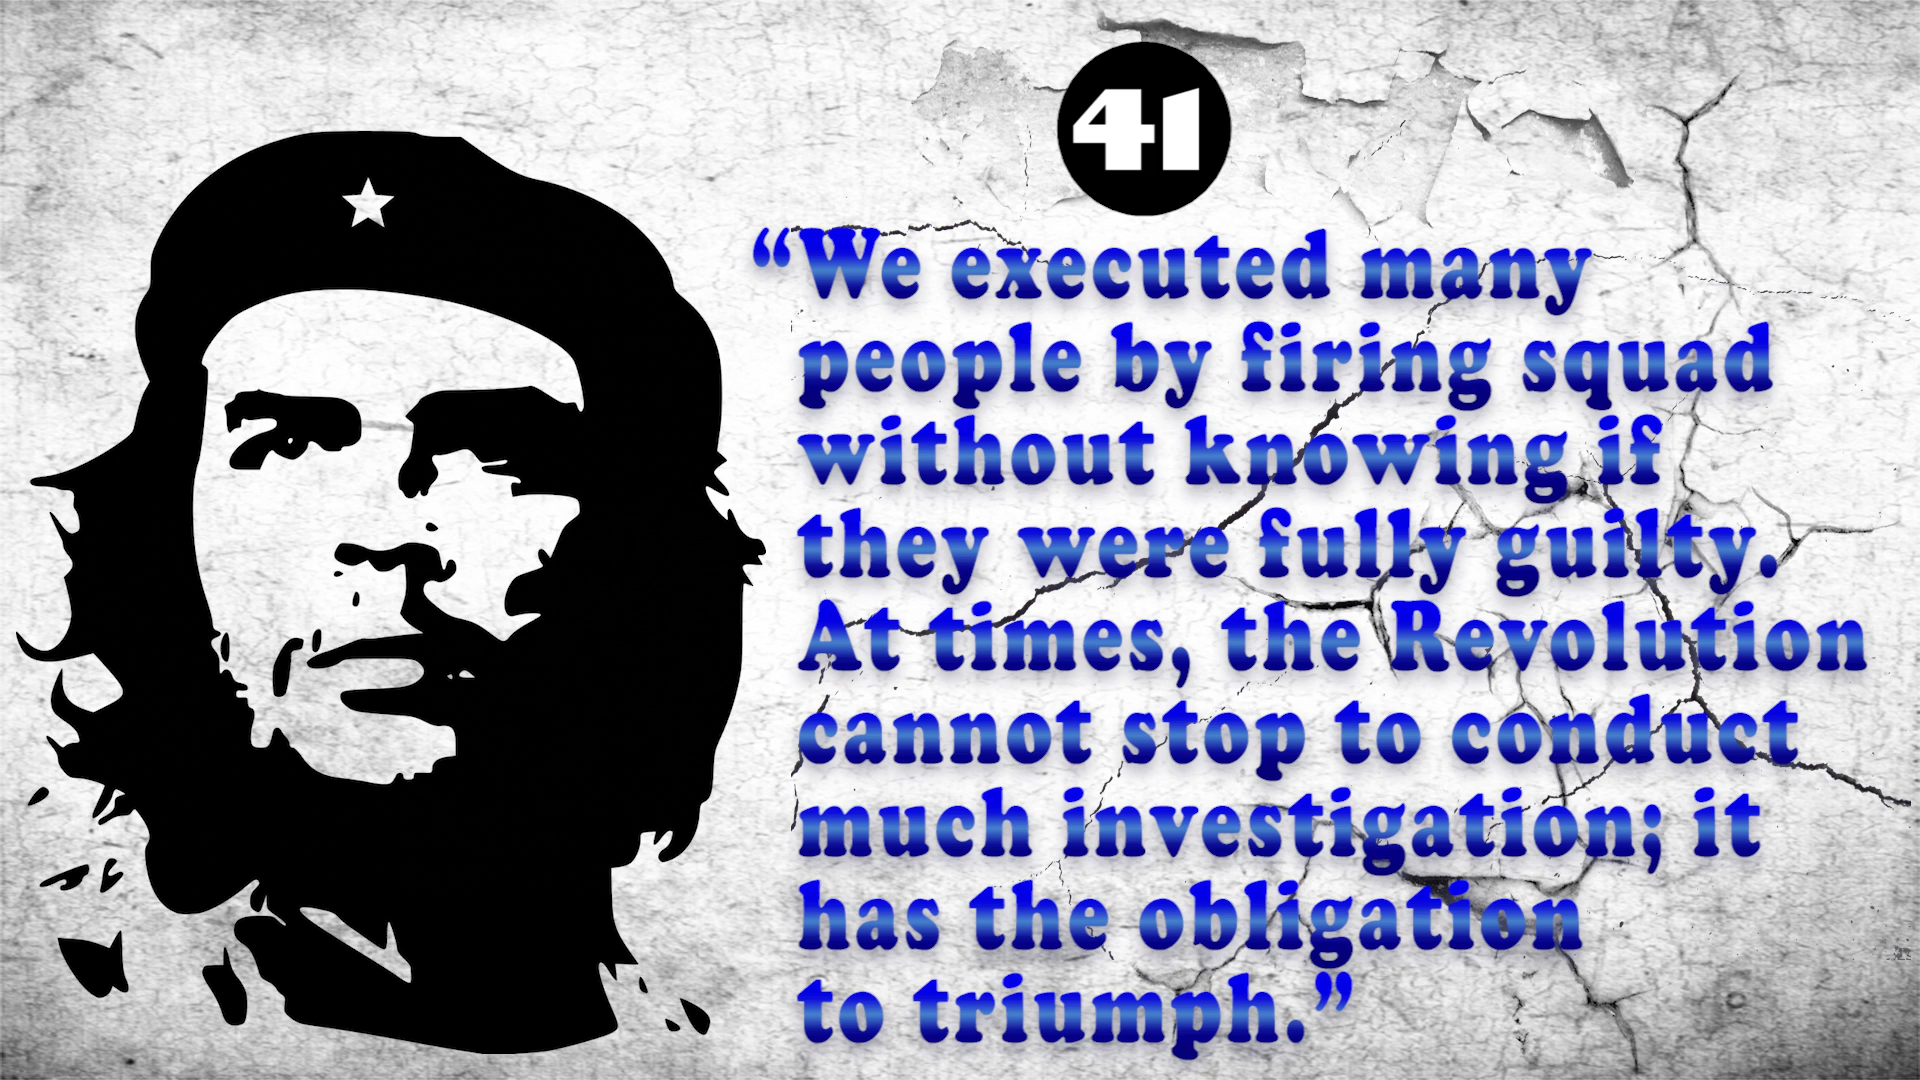 41
“We executed many
people by firing squad
without knowing if
they were fully guilty.
At times, the Revolution
cannot stop to conduct
much investigation; it
has the obligation
to triumph.”